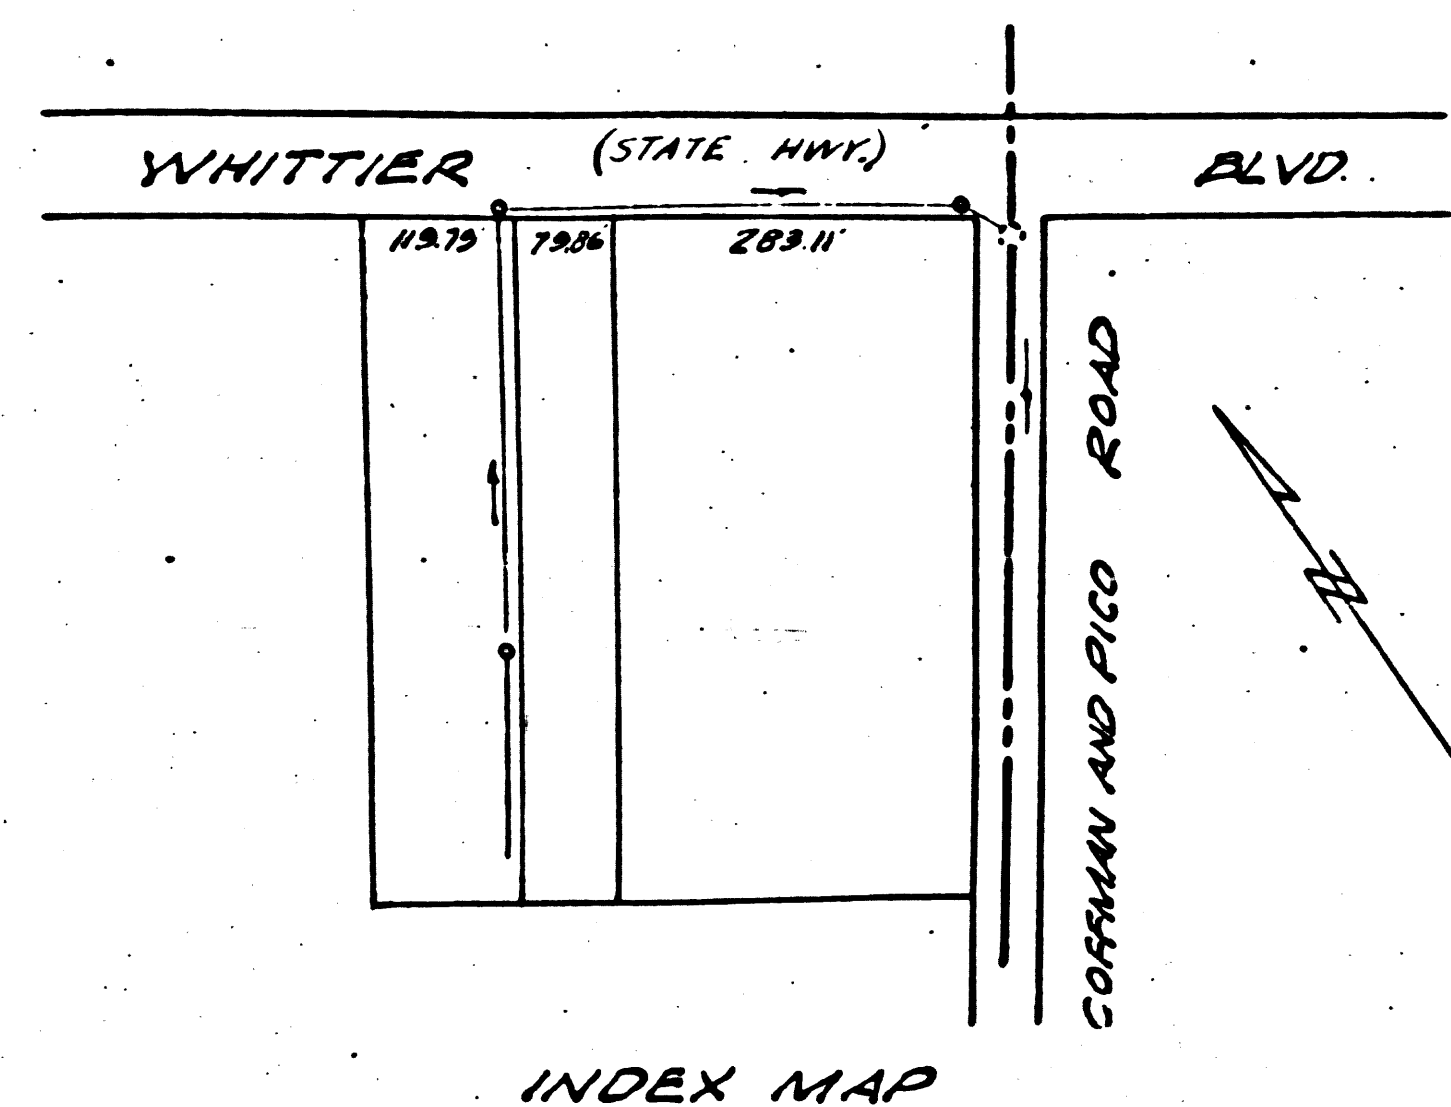 WHITTIER (STATE HWY.) BLVD.
119.79' 79.86' 283.11'
COFFMAN AND PICO ROAD
N
INDEX MAP